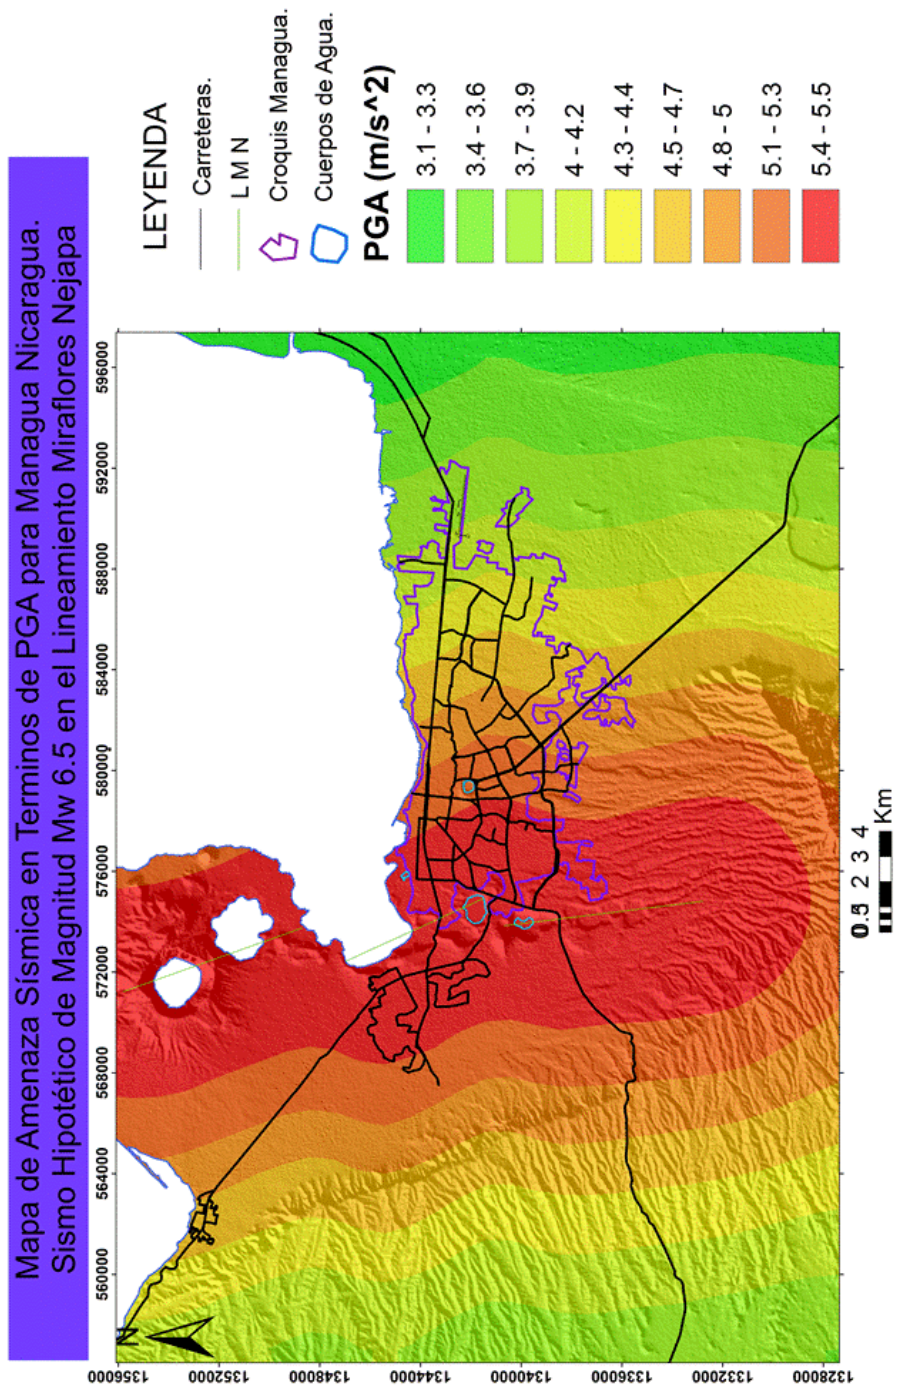 Mapa de Amenaza Sísmica en Terminos de PGA para Managua Nicaragua.
Sismo Hipotético de Magnitud Mw 6.5 en el Lineamiento Miraflores Nejapa
560000
564000
568000
572000
576000
580000
584000
588000
592000
596000
1356000
1352000
1348000
1344000
1340000
1336000
1332000
1328000
N
LEYENDA
Carreteras.
L M N
Croquis Managua.
Cuerpos de Agua.
PGA (m/s^2)
3.1 - 3.3
3.4 - 3.6
3.7 - 3.9
4 - 4.2
4.3 - 4.4
4.5 - 4.7
4.8 - 5
5.1 - 5.3
5.4 - 5.5
2 3 4
Km